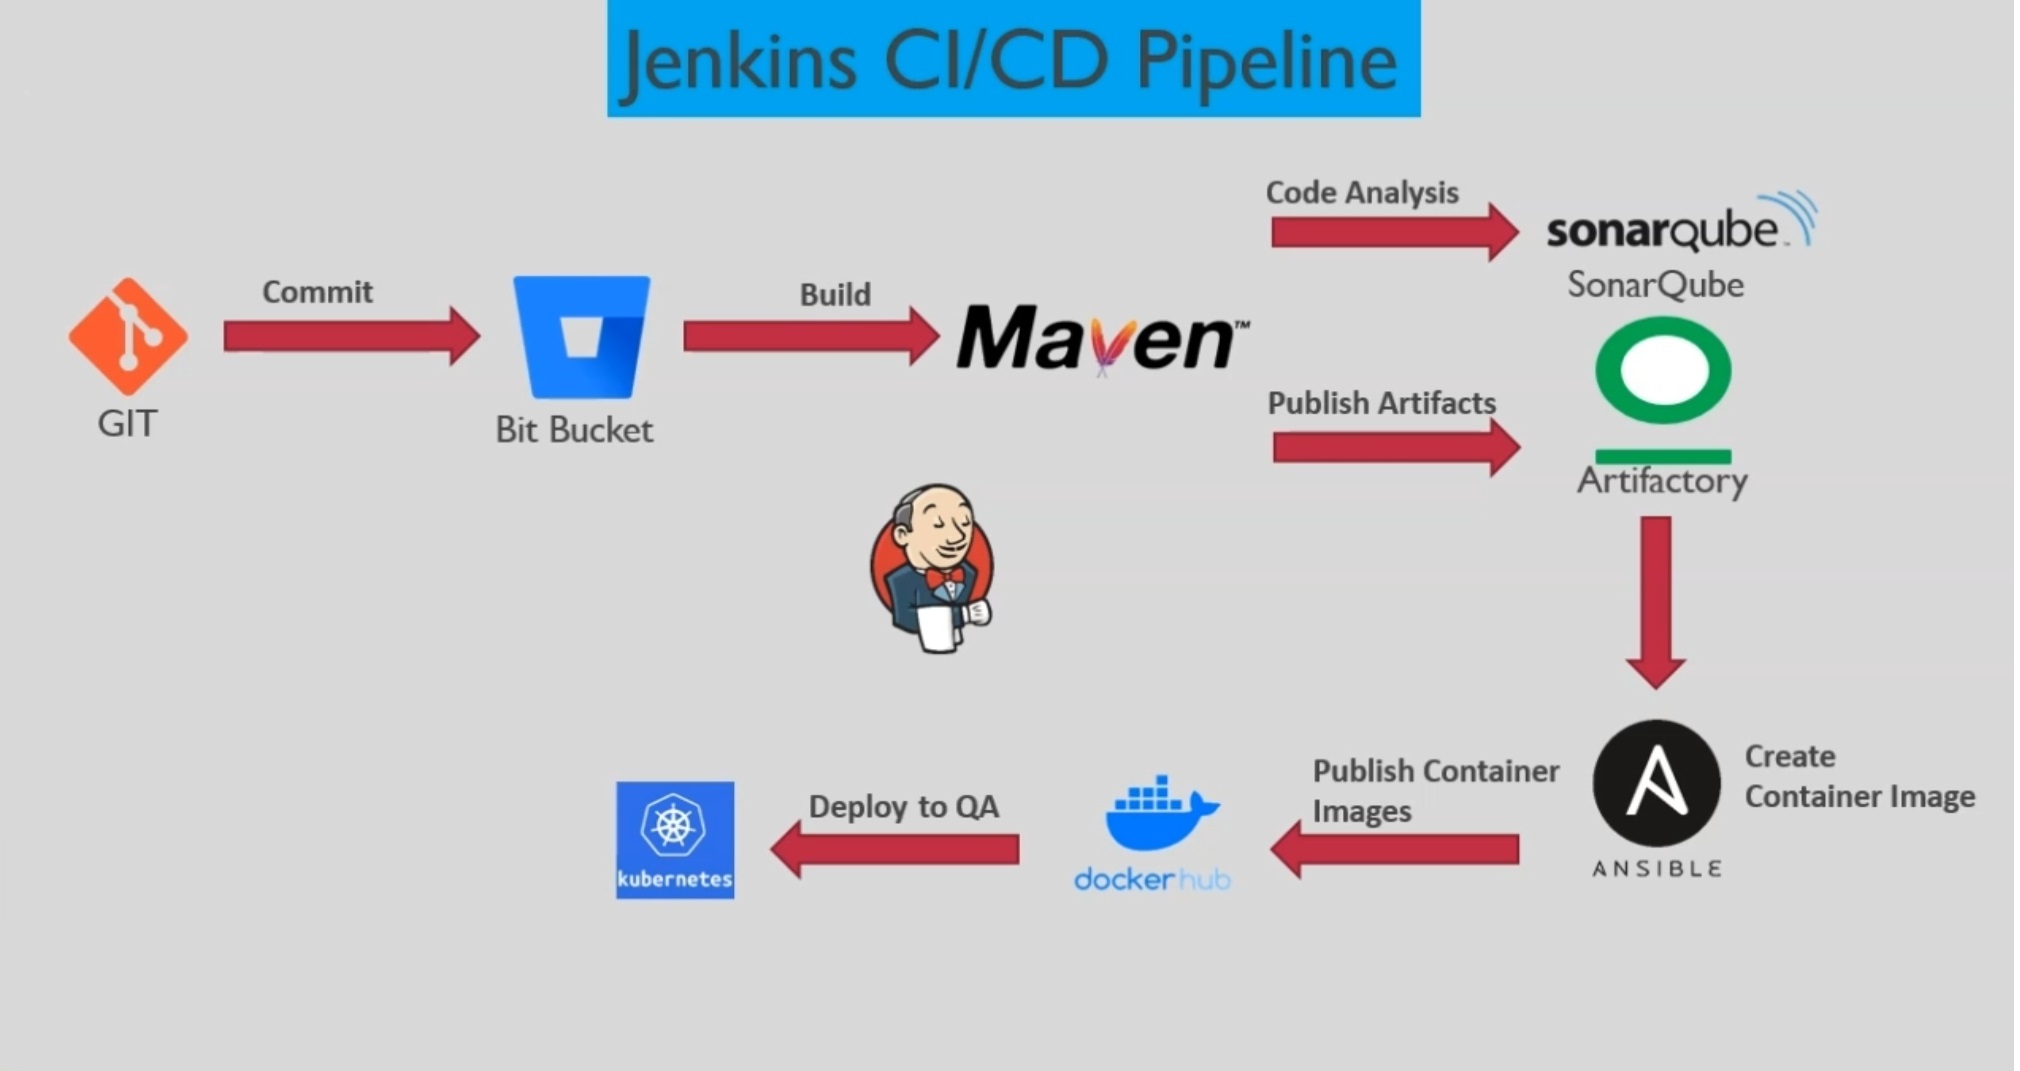 Jenkins CI/CD Pipeline
Commit
GIT
Bit Bucket
Build
Maven™
Code Analysis
sonarqube™
SonarQube
Publish Artifacts
Artifactory
Create
Container Image
ANSIBLE
Publish Container
Images
dockerhub
Deploy to QA
kubernetes